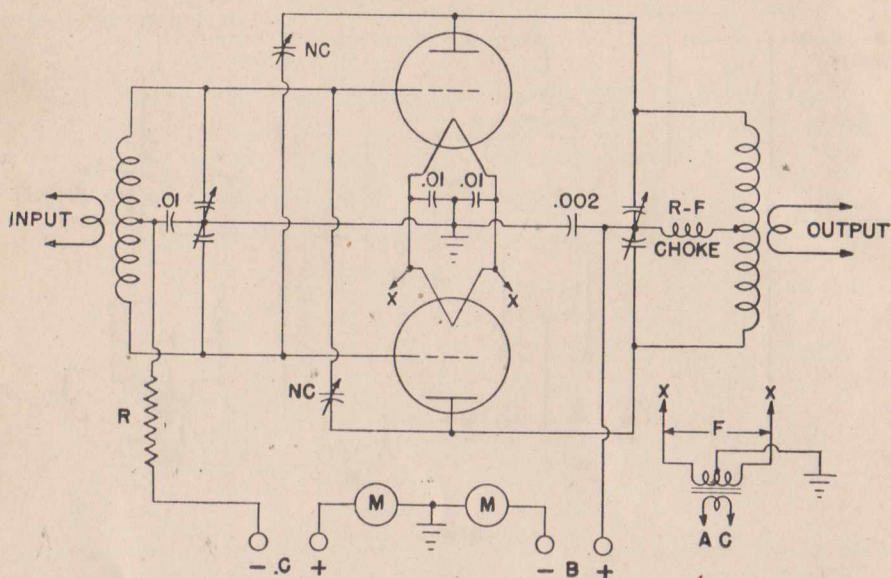 NC
.01
.01
.01
.002
R-F
CHOKE
INPUT
OUTPUT
X
X
NC
R
X
X
F
M
M
A C
- C +
- B +